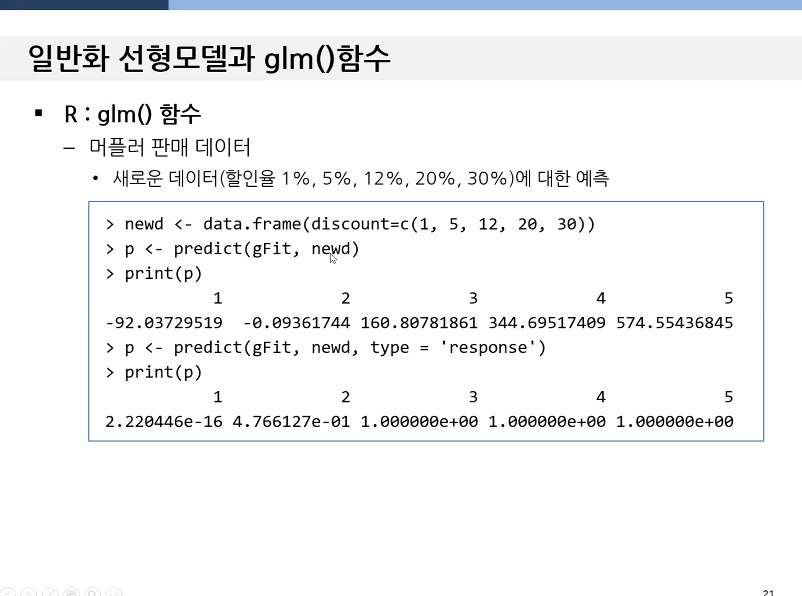 일반화 선형모델과 glm()함수
▪ R : glm() 함수
– 머플러 판매 데이터
• 새로운 데이터(할인율 1%, 5%, 12%, 20%, 30%)에 대한 예측
> newd <- data.frame(discount=c(1, 5, 12, 20, 30))
> p <- predict(gFit, newd)
> print(p)
1 2 3 4 5
-92.03729519 -0.09361744 160.80781861 344.69517409 574.55436845
> p <- predict(gFit, newd, type = 'response')
> print(p)
1 2 3 4 5
2.220446e-16 4.766127e-01 1.000000e+00 1.000000e+00 1.000000e+00
21